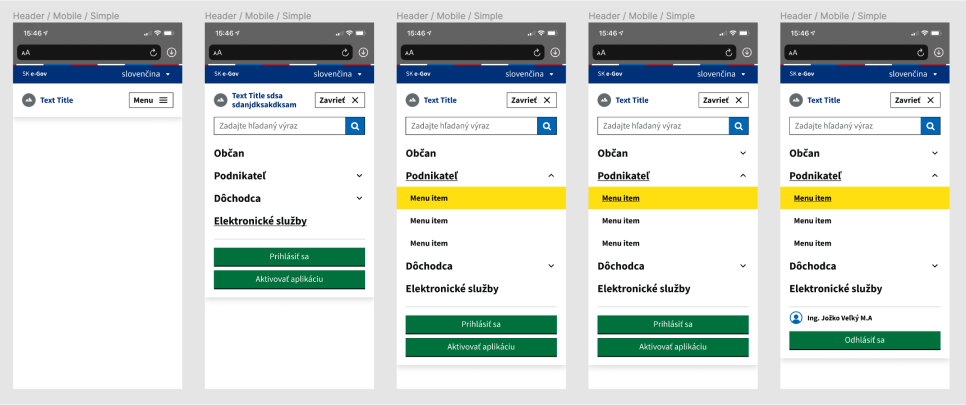 Header / Mobile / Simple
15:46
AA
SK e-Gov
slovenčina
Text Title
Menu
Header / Mobile / Simple
15:46
AA
SK e-Gov
slovenčina
Text Title sdsa
sdanjdksakdksam
Zavrieť
Zadajte hľadaný výraz
Občan
Podnikateľ
Dôchodca
Elektronické služby
Prihlásiť sa
Aktivovať aplikáciu
Header / Mobile / Simple
15:46
AA
SK e-Gov
slovenčina
Text Title
Zavrieť
Zadajte hľadaný výraz
Občan
Podnikateľ
Menu item
Menu item
Menu item
Dôchodca
Elektronické služby
Prihlásiť sa
Aktivovať aplikáciu
Header / Mobile / Simple
15:46
AA
SK e-Gov
slovenčina
Text Title
Zavrieť
Zadajte hľadaný výraz
Občan
Podnikateľ
Menu item
Menu item
Menu item
Dôchodca
Elektronické služby
Prihlásiť sa
Aktivovať aplikáciu
Header / Mobile / Simple
15:46
AA
SK e-Gov
slovenčina
Text Title
Zavrieť
Zadajte hľadaný výraz
Občan
Podnikateľ
Menu item
Menu item
Menu item
Dôchodca
Elektronické služby
Ing. Jožko Veľký M.A
Odhlásiť sa